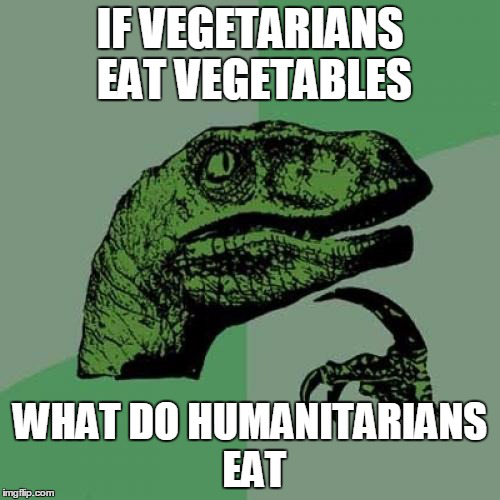 IF VEGETARIANS
EAT VEGETABLES
WHAT DO HUMANITARIANS
EAT
imgflip.com